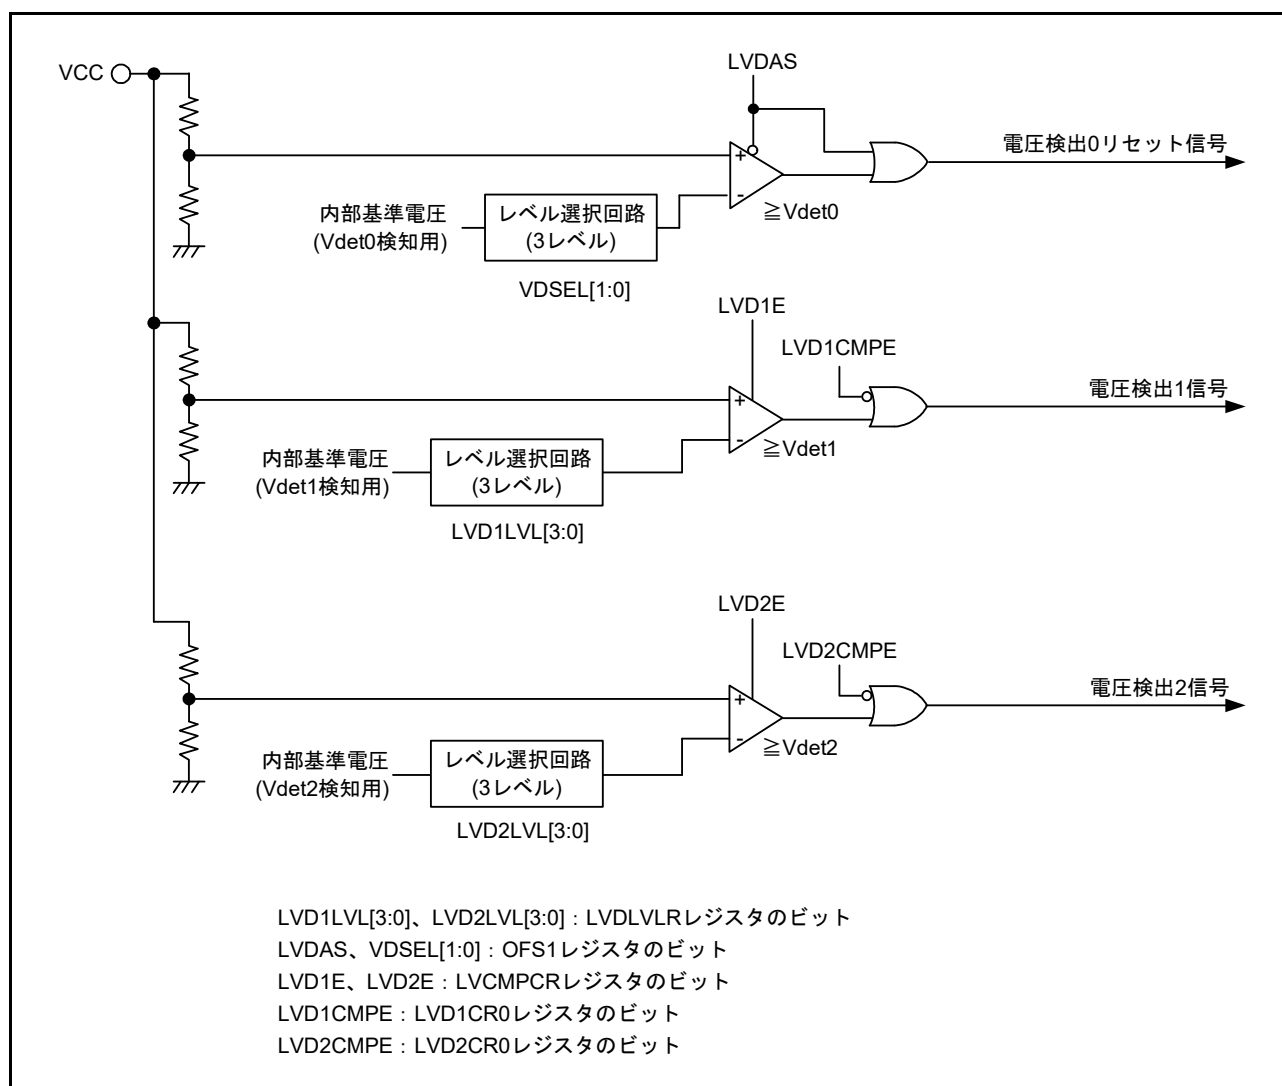 VCC
LVDAS
電圧検出0リセット信号
+
-
≧Vdet0
内部基準電圧
(Vdet0検知用)
レベル選択回路
(3レベル)
VDSEL[1:0]
LVD1E
LVD1CMPE
電圧検出1信号
+
-
≧Vdet1
内部基準電圧
(Vdet1検知用)
レベル選択回路
(3レベル)
LVD1LVL[3:0]
LVD2E
LVD2CMPE
電圧検出2信号
+
-
≧Vdet2
内部基準電圧
(Vdet2検知用)
レベル選択回路
(3レベル)
LVD2LVL[3:0]
LVD1LVL[3:0]、LVD2LVL[3:0]：LVDLVLRレジスタのビット
LVDAS、VDSEL[1:0]：OFS1レジスタのビット
LVD1E、LVD2E：LVCMPCRレジスタのビット
LVD1CMPE：LVD1CR0レジスタのビット
LVD2CMPE：LVD2CR0レジスタのビット